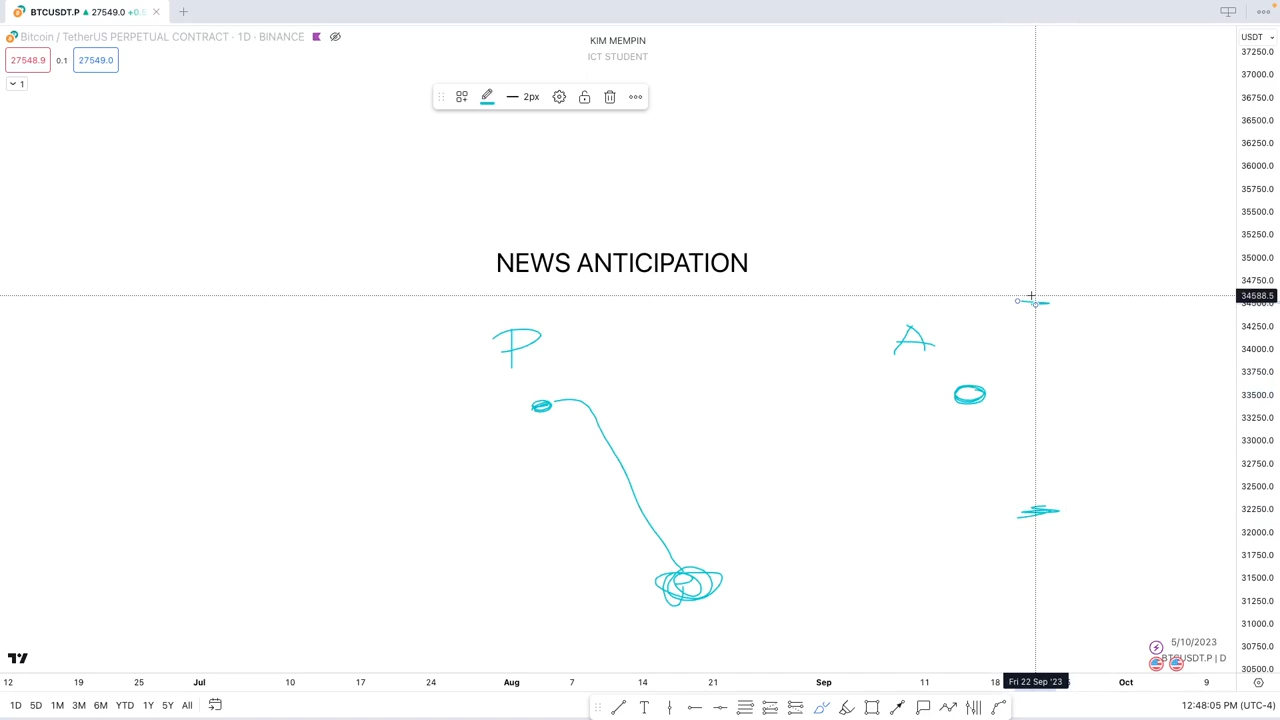 BTCUSDT.P ▲ 27549.0 +0.5
Bitcoin / TetherUS PERPETUAL CONTRACT · 1D · BINANCE
27548.9 0.1 27549.0
1
KIM MEMPIN
ICT STUDENT
2px
NEWS ANTICIPATION
P
A
P
USDT
37250.0
37000.0
36750.0
36500.0
36250.0
36000.0
35750.0
35500.0
35250.0
35000.0
34750.0
34588.5
34500.0
34250.0
34000.0
33750.0
33500.0
33250.0
33000.0
32750.0
32500.0
32250.0
32000.0
31750.0
31500.0
31250.0
31000.0
30750.0
30500.0
5/10/2023
BTCUSDT.P | D
12 19 25 Jul 10 17 24 Aug 7 14 21 Sep 11 18 Fri 22 Sep '23 Oct 9
1D 5D 1M 3M 6M YTD 1Y 5Y All
12:48:05 PM (UTC-4)